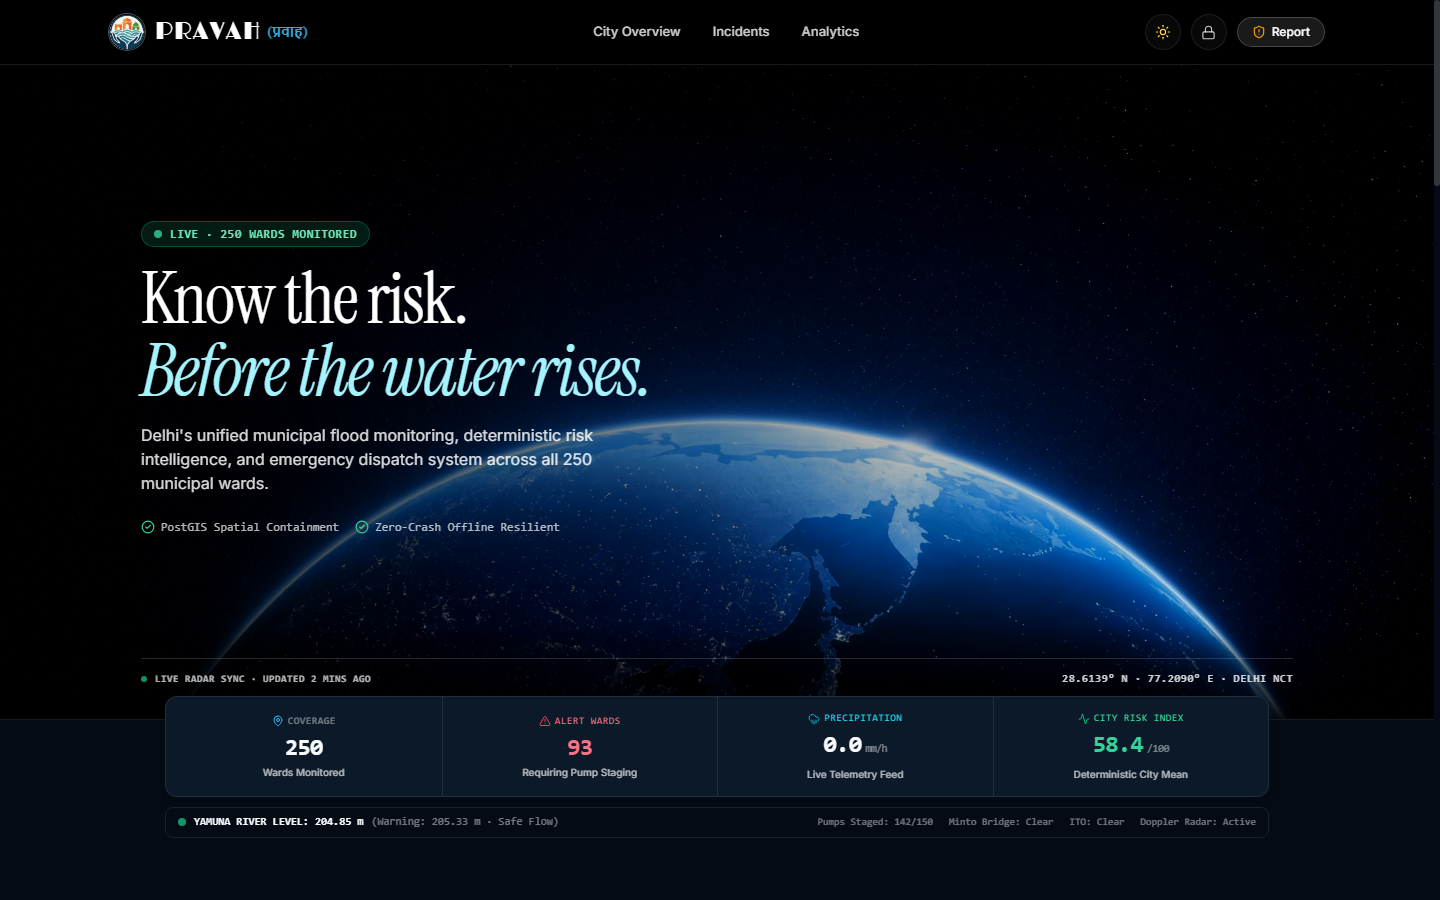 PRAVAH (प्रवाह)
City Overview
Incidents
Analytics
Report
LIVE · 250 WARDS MONITORED
Know the risk.
Before the water rises.
Delhi's unified municipal flood monitoring, deterministic risk
intelligence, and emergency dispatch system across all 250
municipal wards.
PostGIS Spatial Containment
Zero-Crash Offline Resilient
LIVE RADAR SYNC · UPDATED 2 MINS AGO
28.6139° N · 77.2090° E · DELHI NCT
COVERAGE
250
Wards Monitored
ALERT WARDS
93
Requiring Pump Staging
PRECIPITATION
0.0 mm/h
Live Telemetry Feed
CITY RISK INDEX
58.4 /100
Deterministic City Mean
YAMUNA RIVER LEVEL: 204.85 m (Warning: 205.33 m · Safe Flow)
Pumps Staged: 142/150
Minto Bridge: Clear
ITO: Clear
Doppler Radar: Active